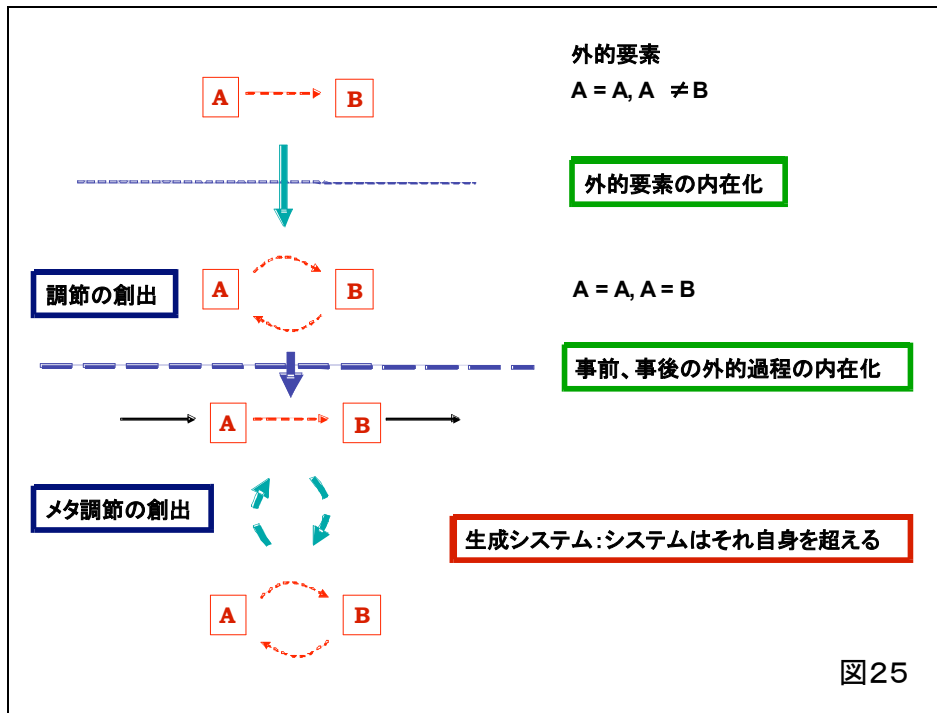 外的要素
A = A, A ≠ B
A B
外的要素の内在化
調節の創出
A B
A = A, A = B
事前、事後の外的過程の内在化
A B
メタ調節の創出
生成システム:システムはそれ自身を超える
A B
図25